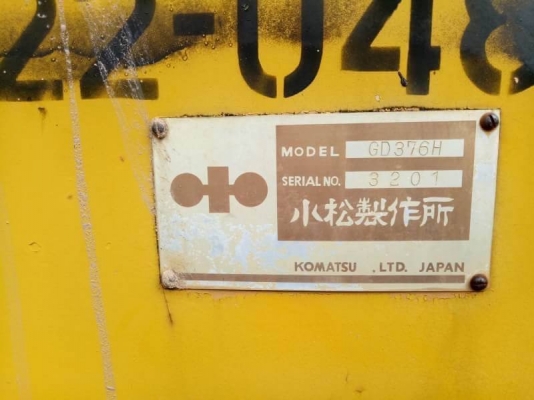 22-048
MODEL GD376H
SERIAL NO. 3201
小松製作所
KOMATSU , LTD. JAPAN